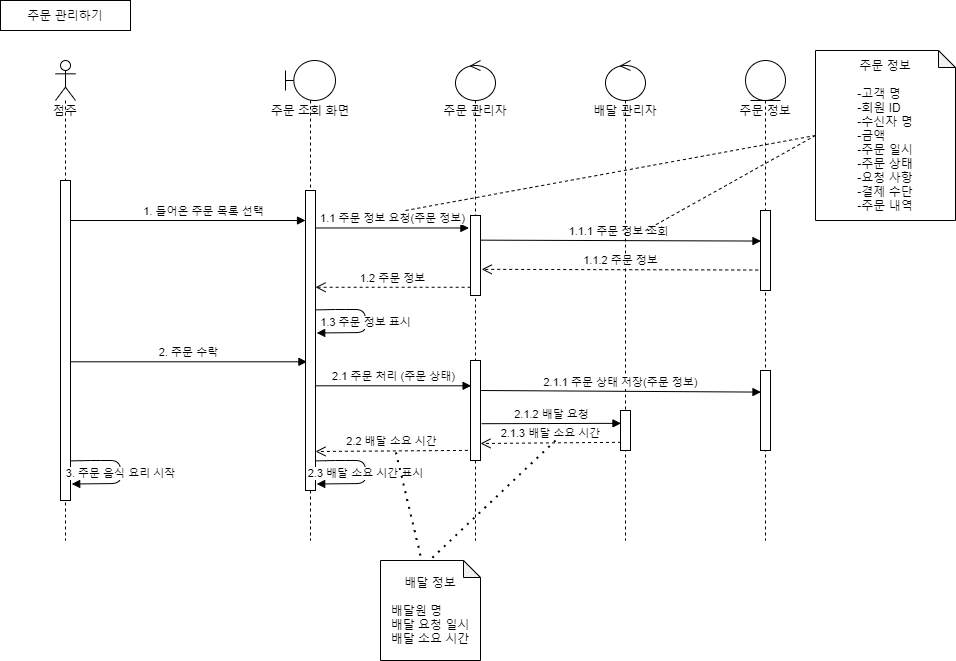 주문 관리하기
점주
주문 조회 화면
주문 관리자
배달 관리자
주문 정보
주문 정보
-고객 명
-회원 ID
-수신자 명
-금액
-주문 일시
-주문 상태
-요청 사항
-결제 수단
-주문 내역
1. 들어온 주문 목록 선택
1.1 주문 정보 요청(주문 정보)
1.1.1 주문 정보 조회
1.1.2 주문 정보
1.2 주문 정보
1.3 주문 정보 표시
2. 주문 수락
2.1 주문 처리 (주문 상태)
2.1.1 주문 상태 저장(주문 정보)
2.1.2 배달 요청
2.1.3 배달 소요 시간
2.2 배달 소요 시간
2.3 배달 소요 시간 표시
3. 주문 음식 요리 시작
배달 정보
배달원 명
배달 요청 일시
배달 소요 시간